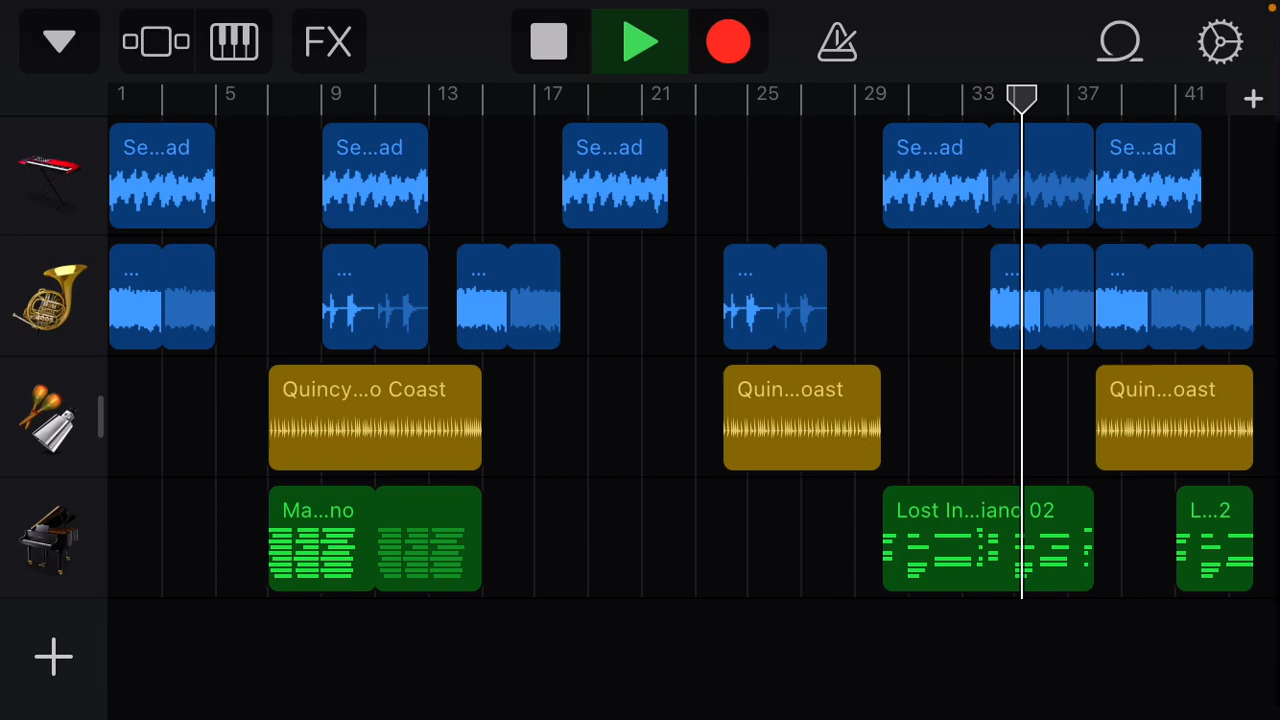 FX
1 5 9 13 17 21 25 29 33 37 41
Se...ad Se...ad Se...ad Se...ad Se...ad
... ... ... ... ... ...
Quincy...o Coast Quin...oast Quin...oast
Ma...no Lost In...iano 02 L...2